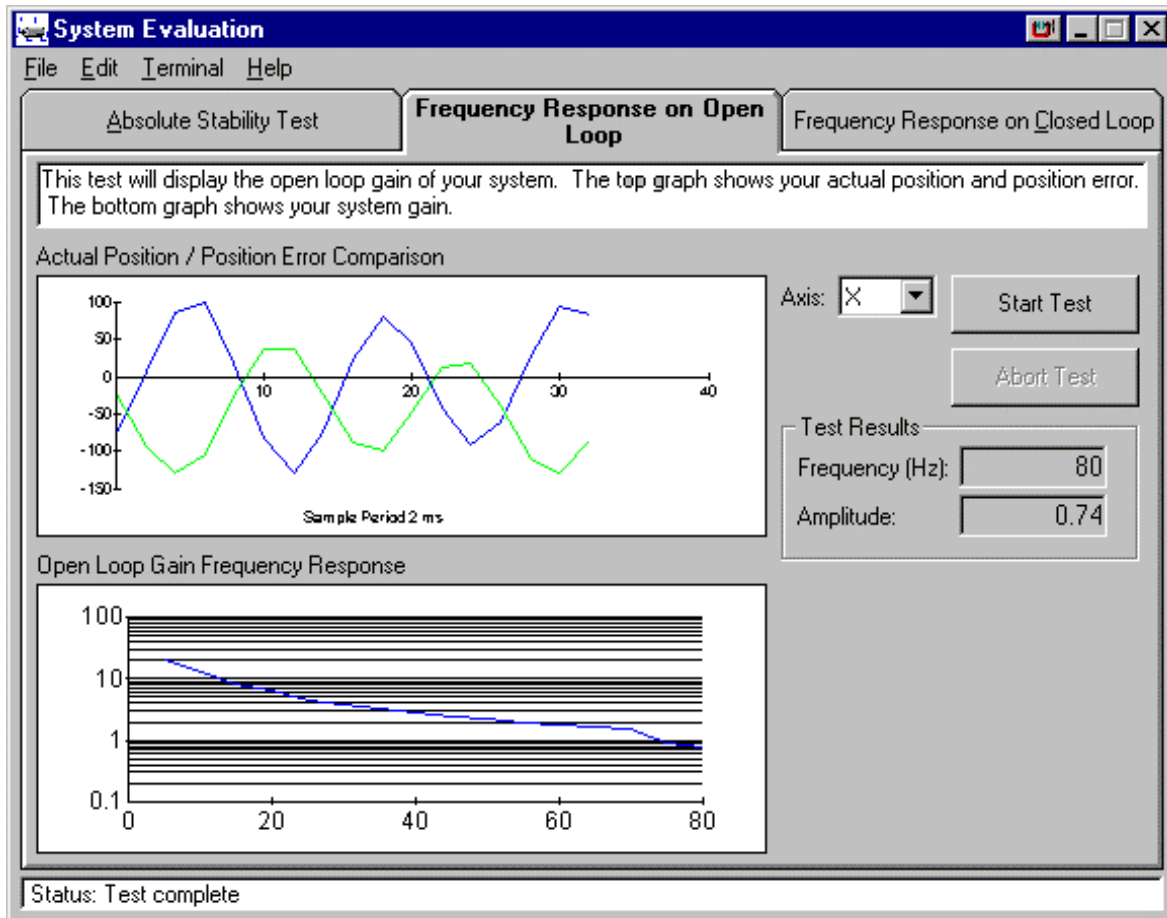 System Evaluation
File Edit Terminal Help
Absolute Stability Test
Frequency Response on Open
Loop
Frequency Response on Closed Loop
This test will display the open loop gain of your system. The top graph shows your actual position and position error.
The bottom graph shows your system gain.
Actual Position / Position Error Comparison
100
50
0
-50
-100
-150
10
20
30
40
Sample Period 2 ms
Axis: X
Start Test
Abort Test
Test Results
Frequency (Hz): 80
Amplitude: 0.74
Open Loop Gain Frequency Response
100
10
1
0.1
0 20 40 60 80
Status: Test complete